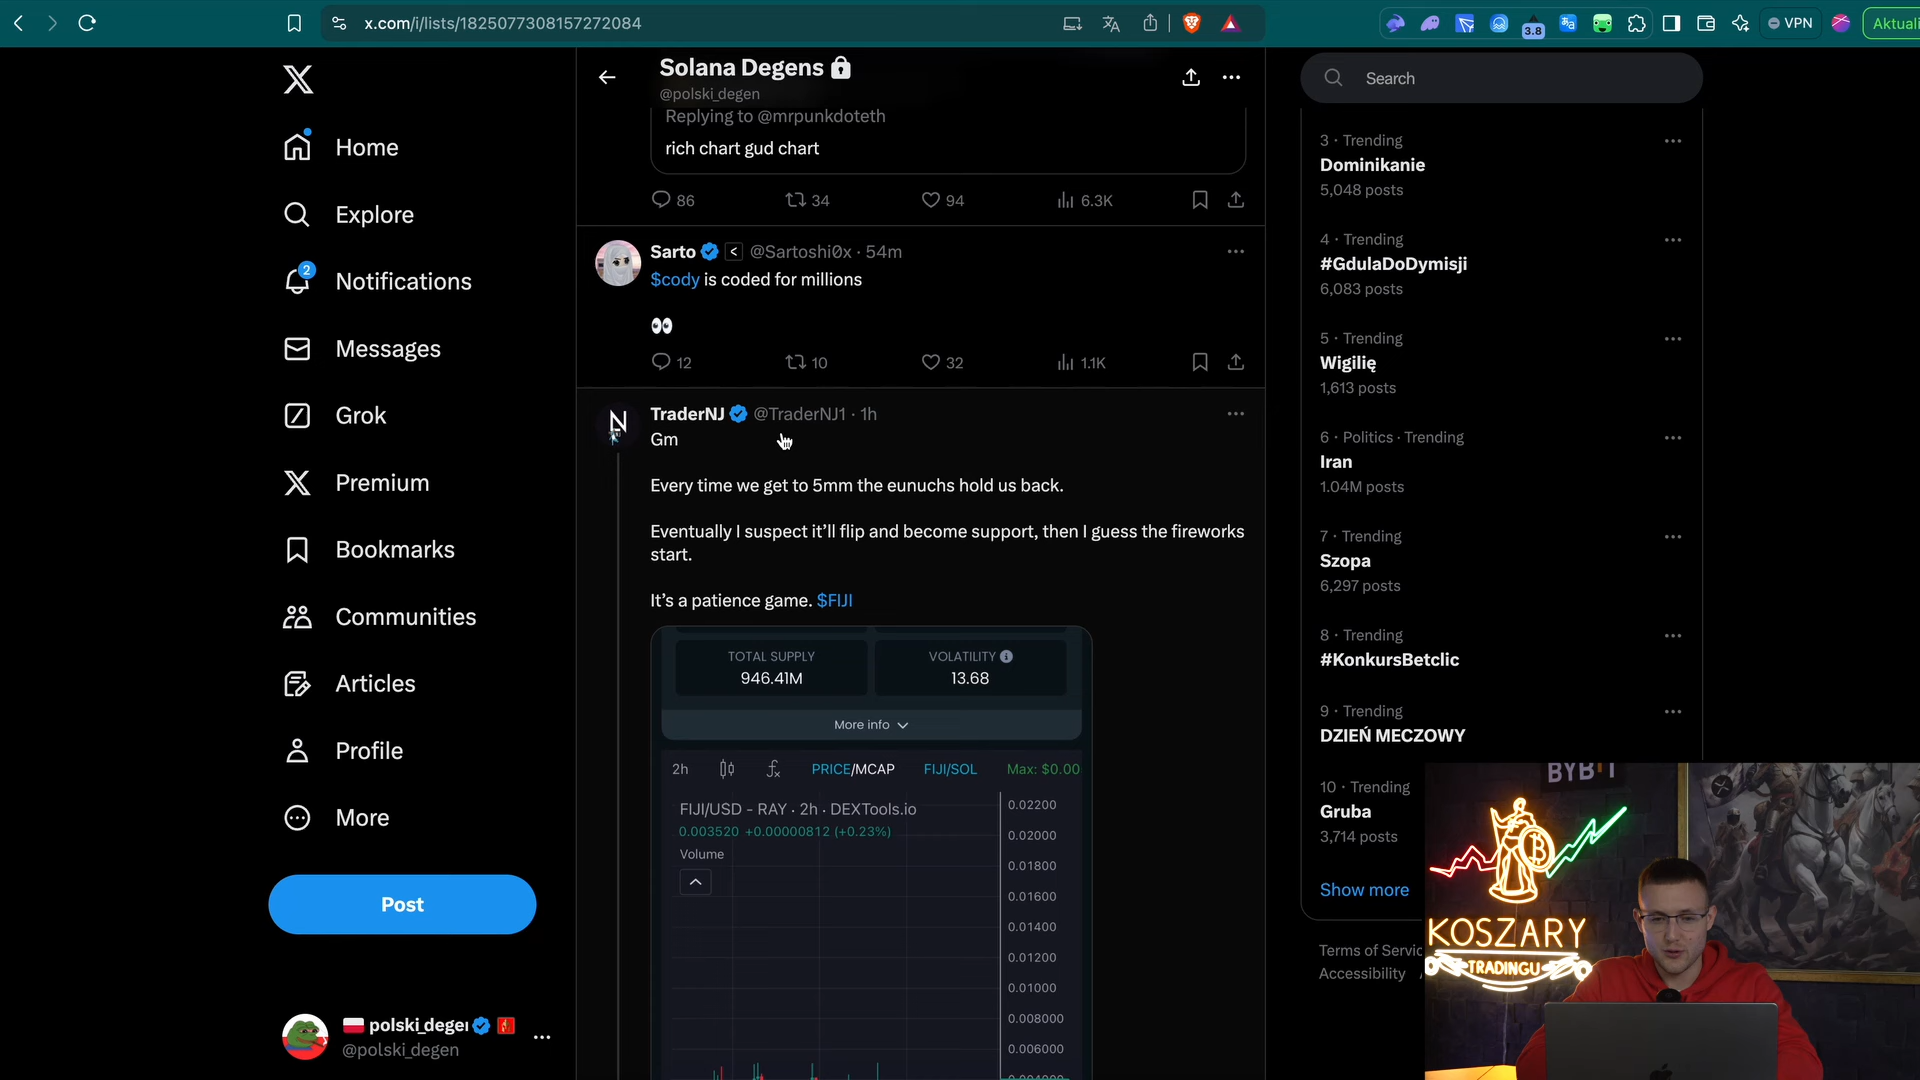 x.com/i/lists/1825077308157272084
3.8
VPN
Aktuali
Home
Explore
2
Notifications
Messages
Grok
Premium
Bookmarks
Communities
Articles
Profile
More
Post
polski_degen
@polski_degen
Solana Degens
@polski_degen
Replying to @mrpunkdoteth
rich chart gud chart
86 34 94 6.3K
Sarto < @Sartoshi0x · 54m
$cody is coded for millions
👀
12 10 32 1.1K
TraderNJ @TraderNJ1 · 1h
Gm
Every time we get to 5mm the eunuchs hold us back.
Eventually I suspect it’ll flip and become support, then I guess the fireworks
start.
It’s a patience game. $FIJI
TOTAL SUPPLY
946.41M
VOLATILITY
13.68
More info
2h PRICE/MCAP FIJI/SOL Max: $0.00
FIJI/USD - RAY · 2h · DEXTools.io
0.003520 +0.00000812 (+0.23%)
Volume
0.02200
0.02000
0.01800
0.01600
0.01400
0.01200
0.01000
0.008000
0.006000
0.004000
Search
3 · Trending
Dominikanie
5,048 posts
4 · Trending
#GdulaDoDymisji
6,083 posts
5 · Trending
Wigilię
1,613 posts
6 · Politics · Trending
Iran
1.04M posts
7 · Trending
Szopa
6,297 posts
8 · Trending
#KonkursBetclic
9 · Trending
DZIEŃ MECZOWY
10 · Trending
Gruba
3,714 posts
Show more
Terms of Servic
Accessibility
BYBIT
KOSZARY
TRADINGU